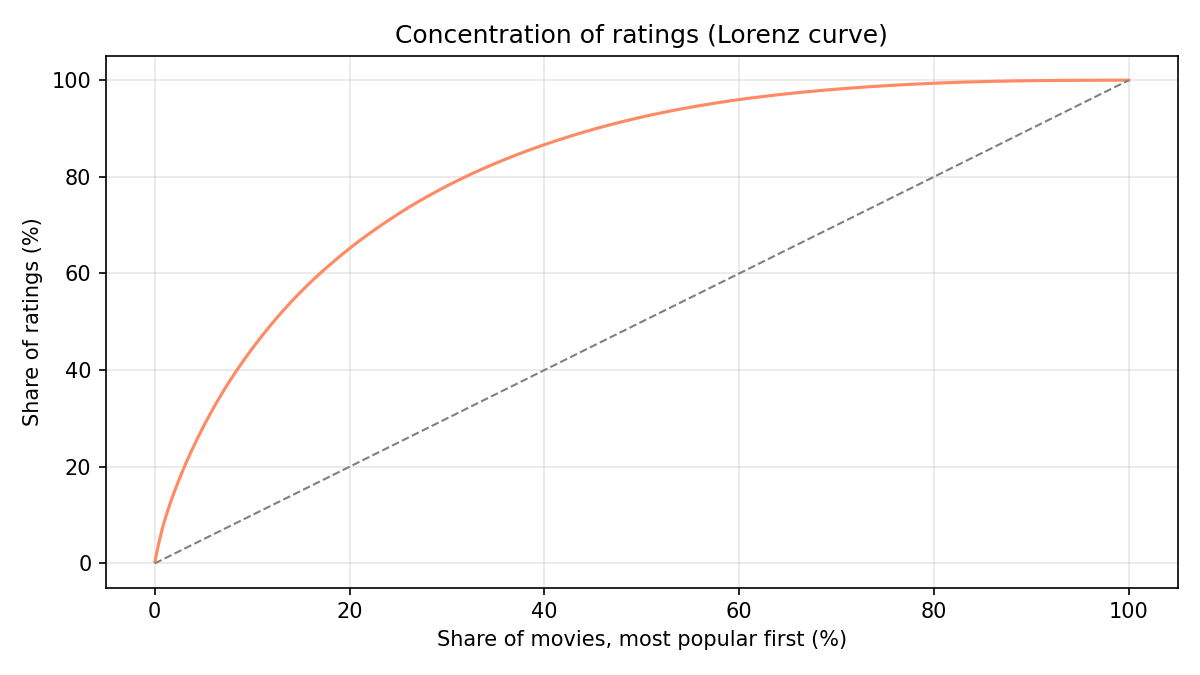 Concentration of ratings (Lorenz curve)
Share of ratings (%)
100
80
60
40
20
0
0 20 40 60 80 100
Share of movies, most popular first (%)